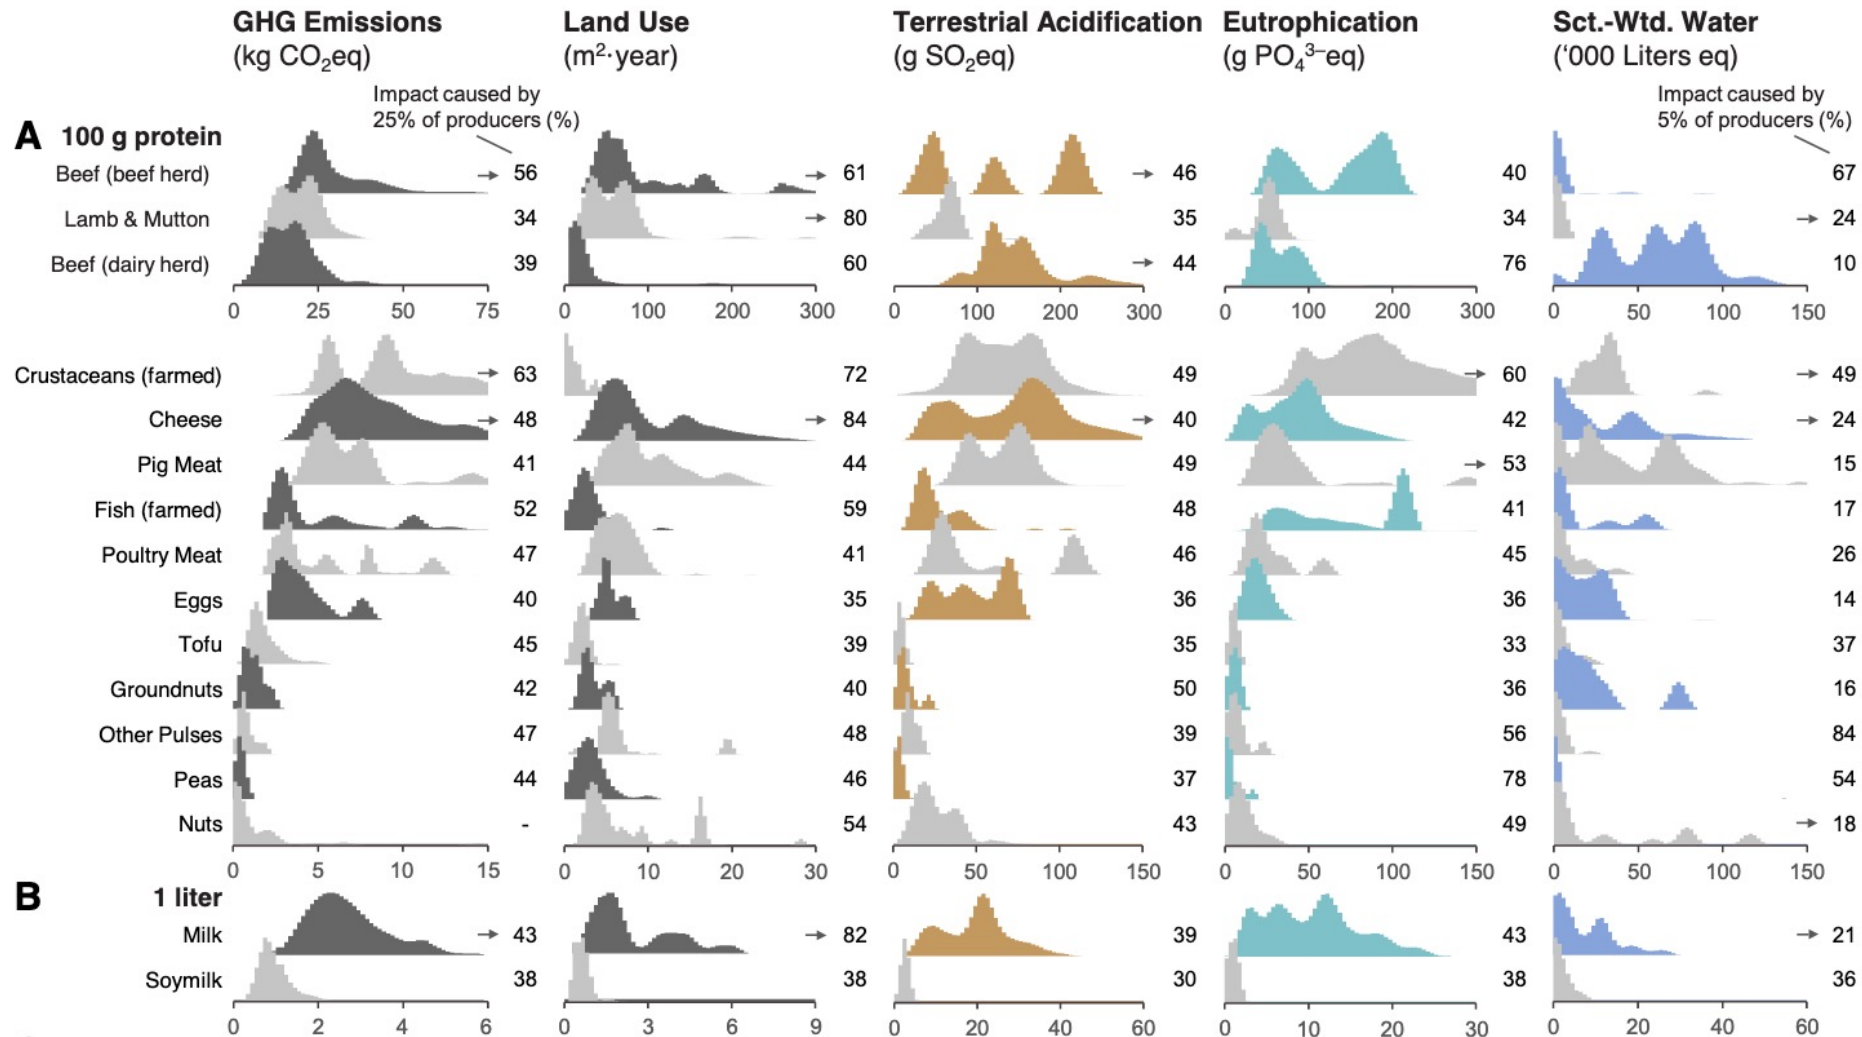 GHG Emissions Land Use Terrestrial Acidification Eutrophication Sct.-Wtd. Water
(kg CO₂eq) (m²·year) (g SO₂eq) (g PO₄³⁻eq) (‘000 Liters eq)
Impact caused by Impact caused by
25% of producers (%) 5% of producers (%)
A 100 g protein
Beef (beef herd) → 56 → 61 → 46 40 67
Lamb & Mutton 34 → 80 35 34 → 24
Beef (dairy herd) 39 60 → 44 76 10
0 25 50 75 0 100 200 300 0 100 200 300 0 100 200 300 0 50 100 150
Crustaceans (farmed) → 63 72 49 → 60 → 49
Cheese → 48 → 84 → 40 42 → 24
Pig Meat 41 44 49 → 53 15
Fish (farmed) 52 59 48 41 17
Poultry Meat 47 41 46 45 26
Eggs 40 35 36 36 14
Tofu 45 39 35 33 37
Groundnuts 42 40 50 36 16
Other Pulses 47 48 39 56 84
Peas 44 46 37 78 54
Nuts - 54 43 49 → 18
0 5 10 15 0 10 20 30 0 50 100 150 0 50 100 150 0 50 100 150
B 1 liter
Milk → 43 → 82 39 43 → 21
Soymilk 38 38 30 38 36
0 2 4 6 0 3 6 9 0 20 40 60 0 10 20 30 0 20 40 60